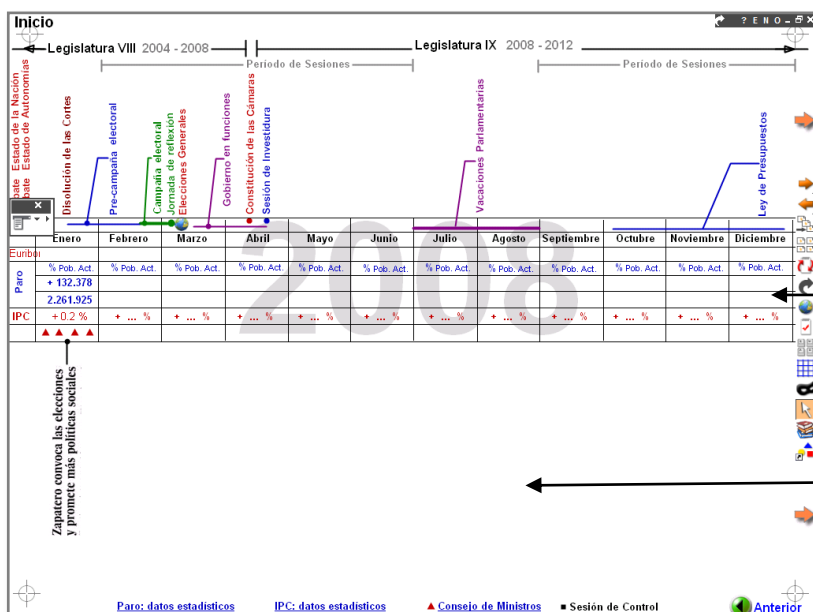 Inicio
? E N O
Legislatura VIII 2004 - 2008
Legislatura IX 2008 - 2012
Período de Sesiones
Período de Sesiones
bate Estado de la Nación
bate Estado de Autonomías
Disolución de las Cortes
Pre-campaña electoral
Campaña electoral
Jornada de reflexión
Elecciones Generales
Gobierno en funciones
Constitución de las Cámaras
Sesión de Investidura
Vacaciones Parlamentarias
Ley de Presupuestos
2008
Enero Febrero Marzo Abril Mayo Junio Julio Agosto Septiembre Octubre Noviembre Diciembre
Euribor
Paro
% Pob. Act. % Pob. Act. % Pob. Act. % Pob. Act. % Pob. Act. % Pob. Act. % Pob. Act. % Pob. Act. % Pob. Act. % Pob. Act. % Pob. Act. % Pob. Act.
+ 132.378
2.261.925
IPC + 0.2 % + ... % + ... % + ... % + ... % + ... % + ... % + ... % + ... % + ... % + ... % + ... %
Zapatero convoca las elecciones
y promete más políticas sociales
Paro: datos estadísticos IPC: datos estadísticos ▲ Consejo de Ministros ■ Sesión de Control Anterior